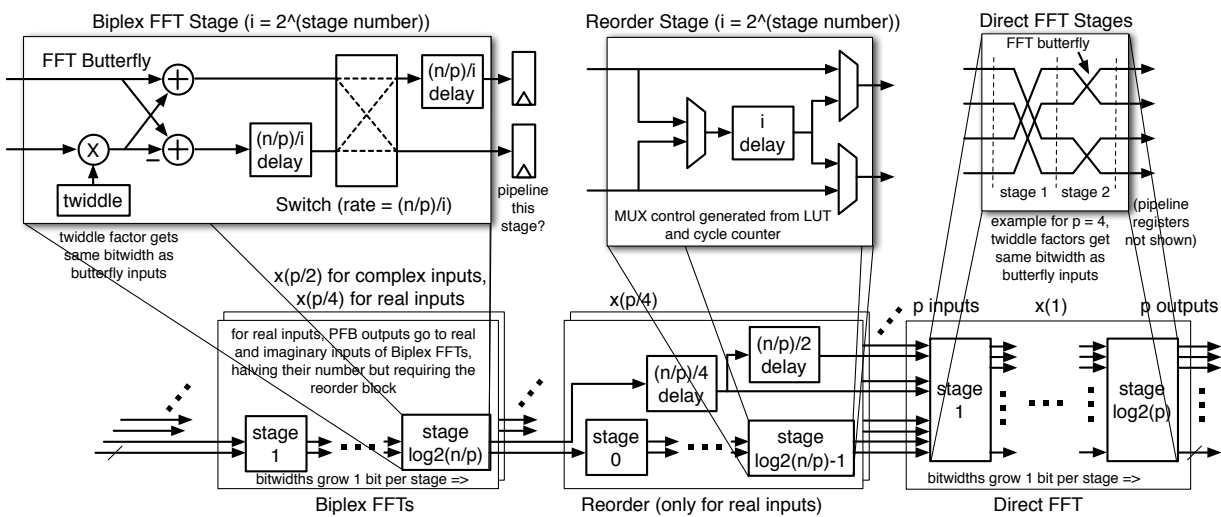 Biplex FFT Stage (i = 2^(stage number))
FFT Butterfly
(n/p)/i
delay
(n/p)/i
delay
X
–
twiddle
Switch (rate = (n/p)/i)
pipeline
this
stage?
twiddle factor gets
same bitwidth as
butterfly inputs
x(p/2) for complex inputs,
x(p/4) for real inputs
for real inputs, PFB outputs go to real
and imaginary inputs of Biplex FFTs,
halving their number but requiring the
reorder block
stage
1
stage
log2(n/p)
bitwidths grow 1 bit per stage =>
Biplex FFTs
Reorder Stage (i = 2^(stage number))
i
delay
MUX control generated from LUT
and cycle counter
x(p/4)
(n/p)/2
delay
(n/p)/4
delay
stage
0
stage
log2(n/p)-1
Reorder (only for real inputs)
Direct FFT Stages
FFT butterfly
stage 1
stage 2
example for p = 4,
twiddle factors get
same bitwidth as
butterfly inputs
(pipeline
registers
not shown)
p inputs
x(1)
p outputs
stage
1
stage
log2(p)
bitwidths grow 1 bit per stage =>
Direct FFT